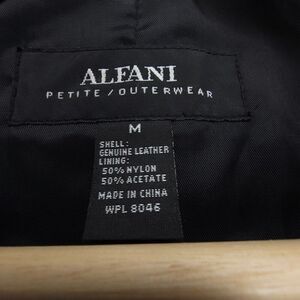 ALFANI
PETITE / OUTERWEAR
M
SHELL:
GENUINE LEATHER
LINING:
50% NYLON
50% ACETATE
MADE IN CHINA
WPL 8046